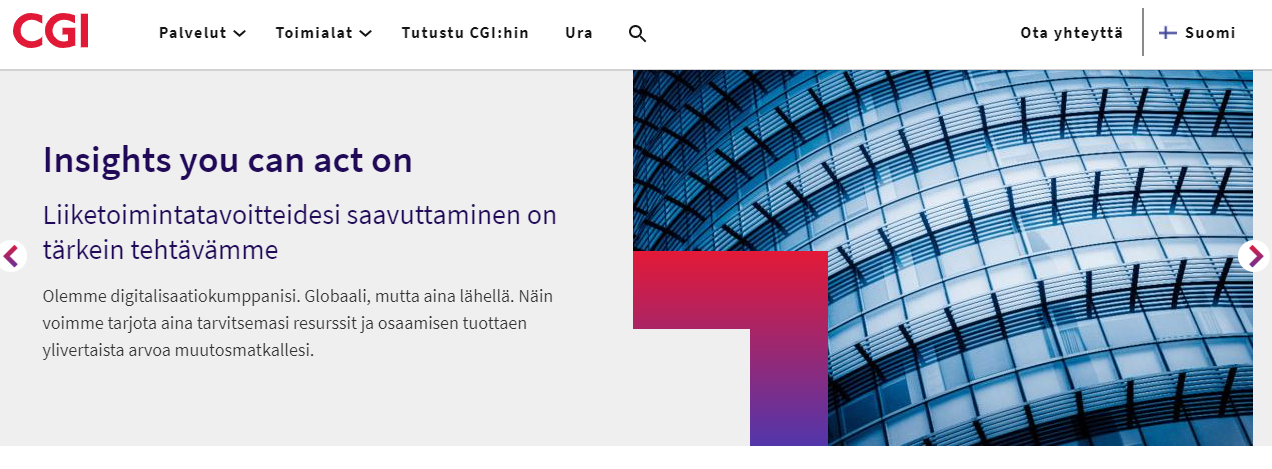 CGI
Palvelut
Toimialat
Tutustu CGI:hin
Ura
Ota yhteyttä
Suomi
Insights you can act on
Liiketoimintatavoitteidesi saavuttaminen on
tärkein tehtävämme
Olemme digitalisaatiokumppanisi. Globaali, mutta aina lähellä. Näin
voimme tarjota aina tarvitsemasi resurssit ja osaamisen tuottaen
ylivertaista arvoa muutosmatkallesi.